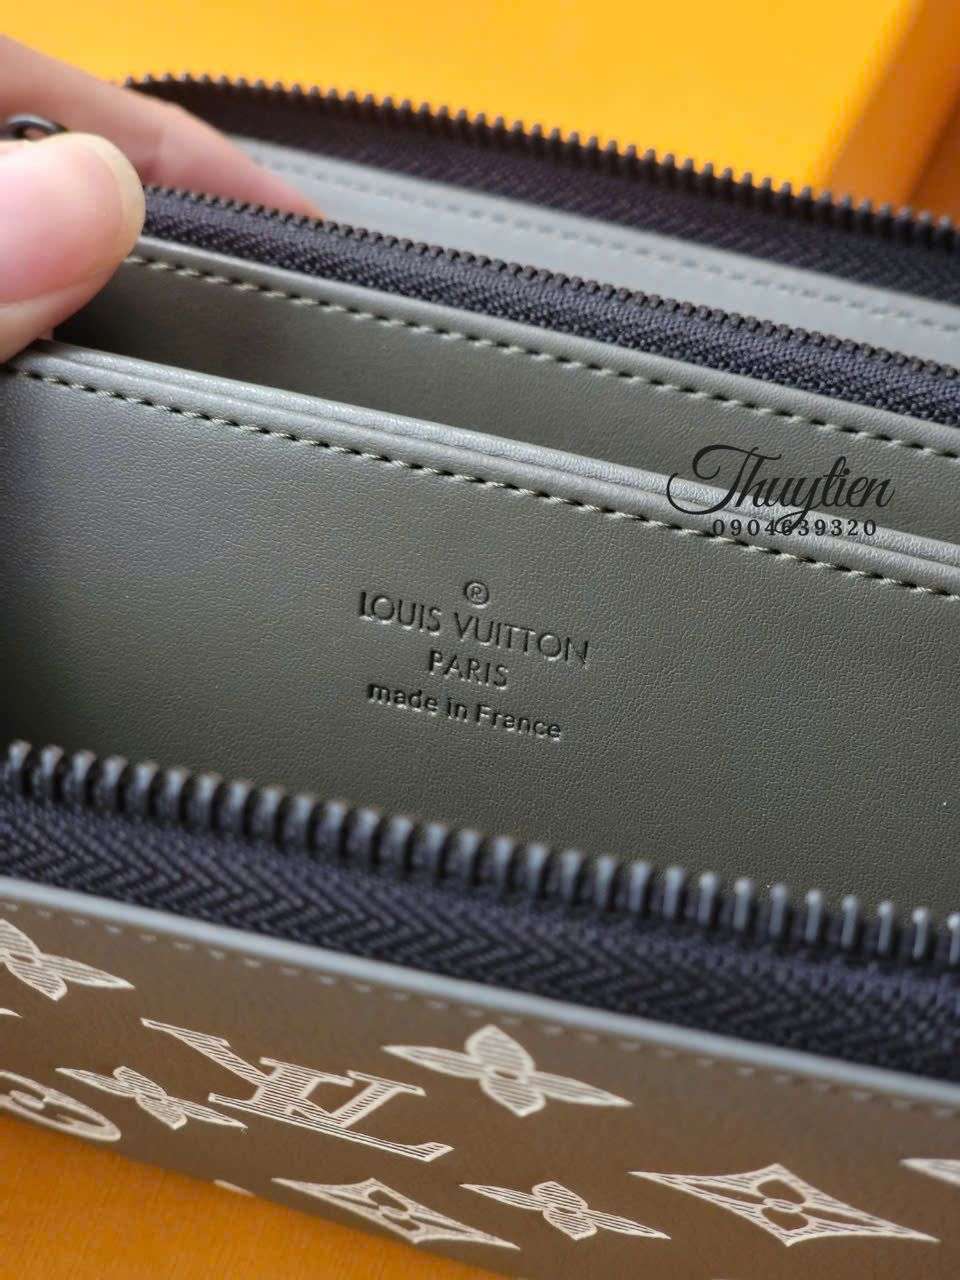 Thuytien
0904639320
®
LOUIS VUITTON
PARIS
made in France